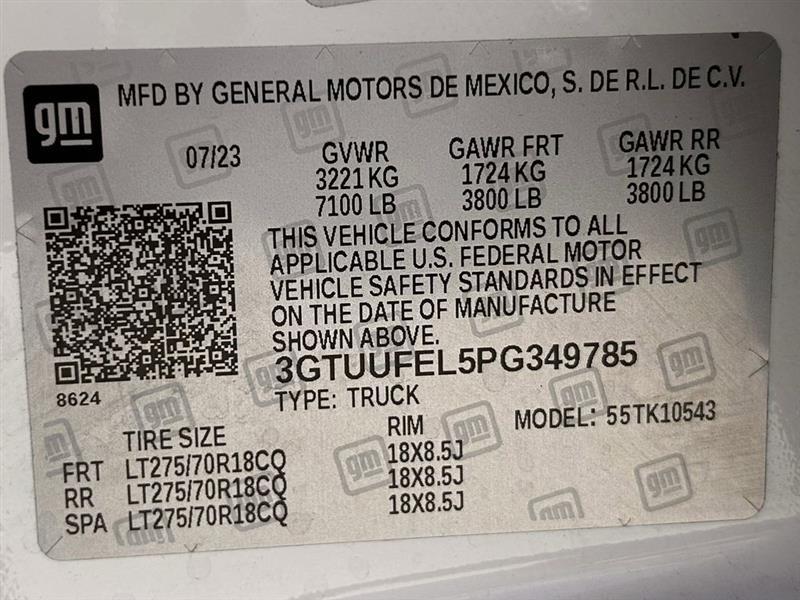 gm
MFD BY GENERAL MOTORS DE MEXICO, S. DE R.L. DE C.V.
07/23
GVWR GAWR FRT GAWR RR
3221 KG 1724 KG 1724 KG
7100 LB 3800 LB 3800 LB
THIS VEHICLE CONFORMS TO ALL
APPLICABLE U.S. FEDERAL MOTOR
VEHICLE SAFETY STANDARDS IN EFFECT
ON THE DATE OF MANUFACTURE
SHOWN ABOVE.
3GTUUFEL5PG349785
8624
TYPE: TRUCK
MODEL: 55TK10543
TIRE SIZE RIM
FRT LT275/70R18CQ 18X8.5J
RR LT275/70R18CQ 18X8.5J
SPA LT275/70R18CQ 18X8.5J